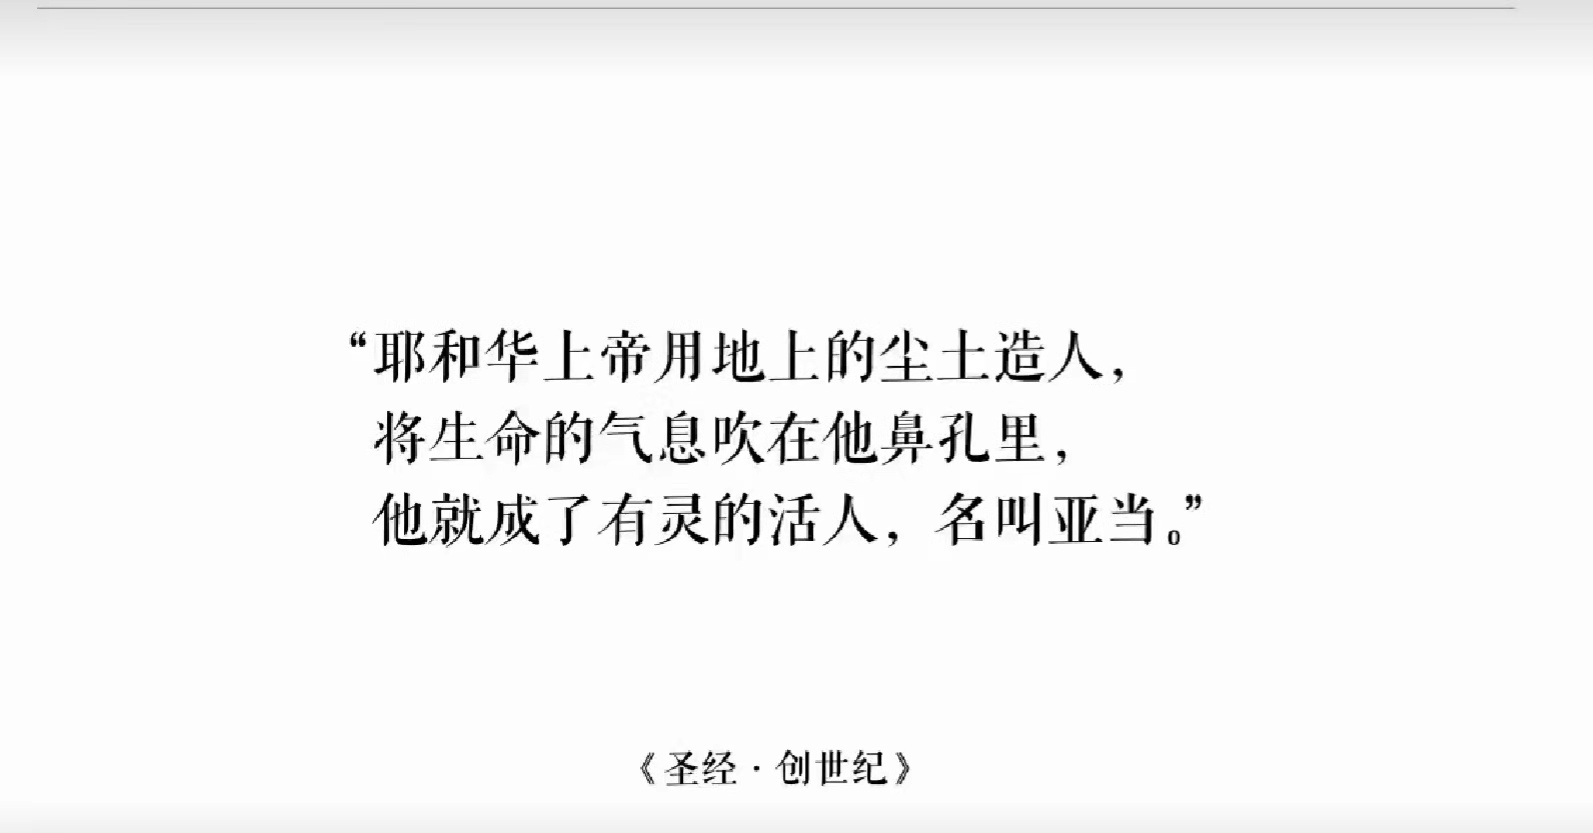 “耶和华上帝用地上的尘土造人，
将生命的气息吹在他鼻孔里，
他就成了有灵的活人，名叫亚当。”
《圣经·创世纪》